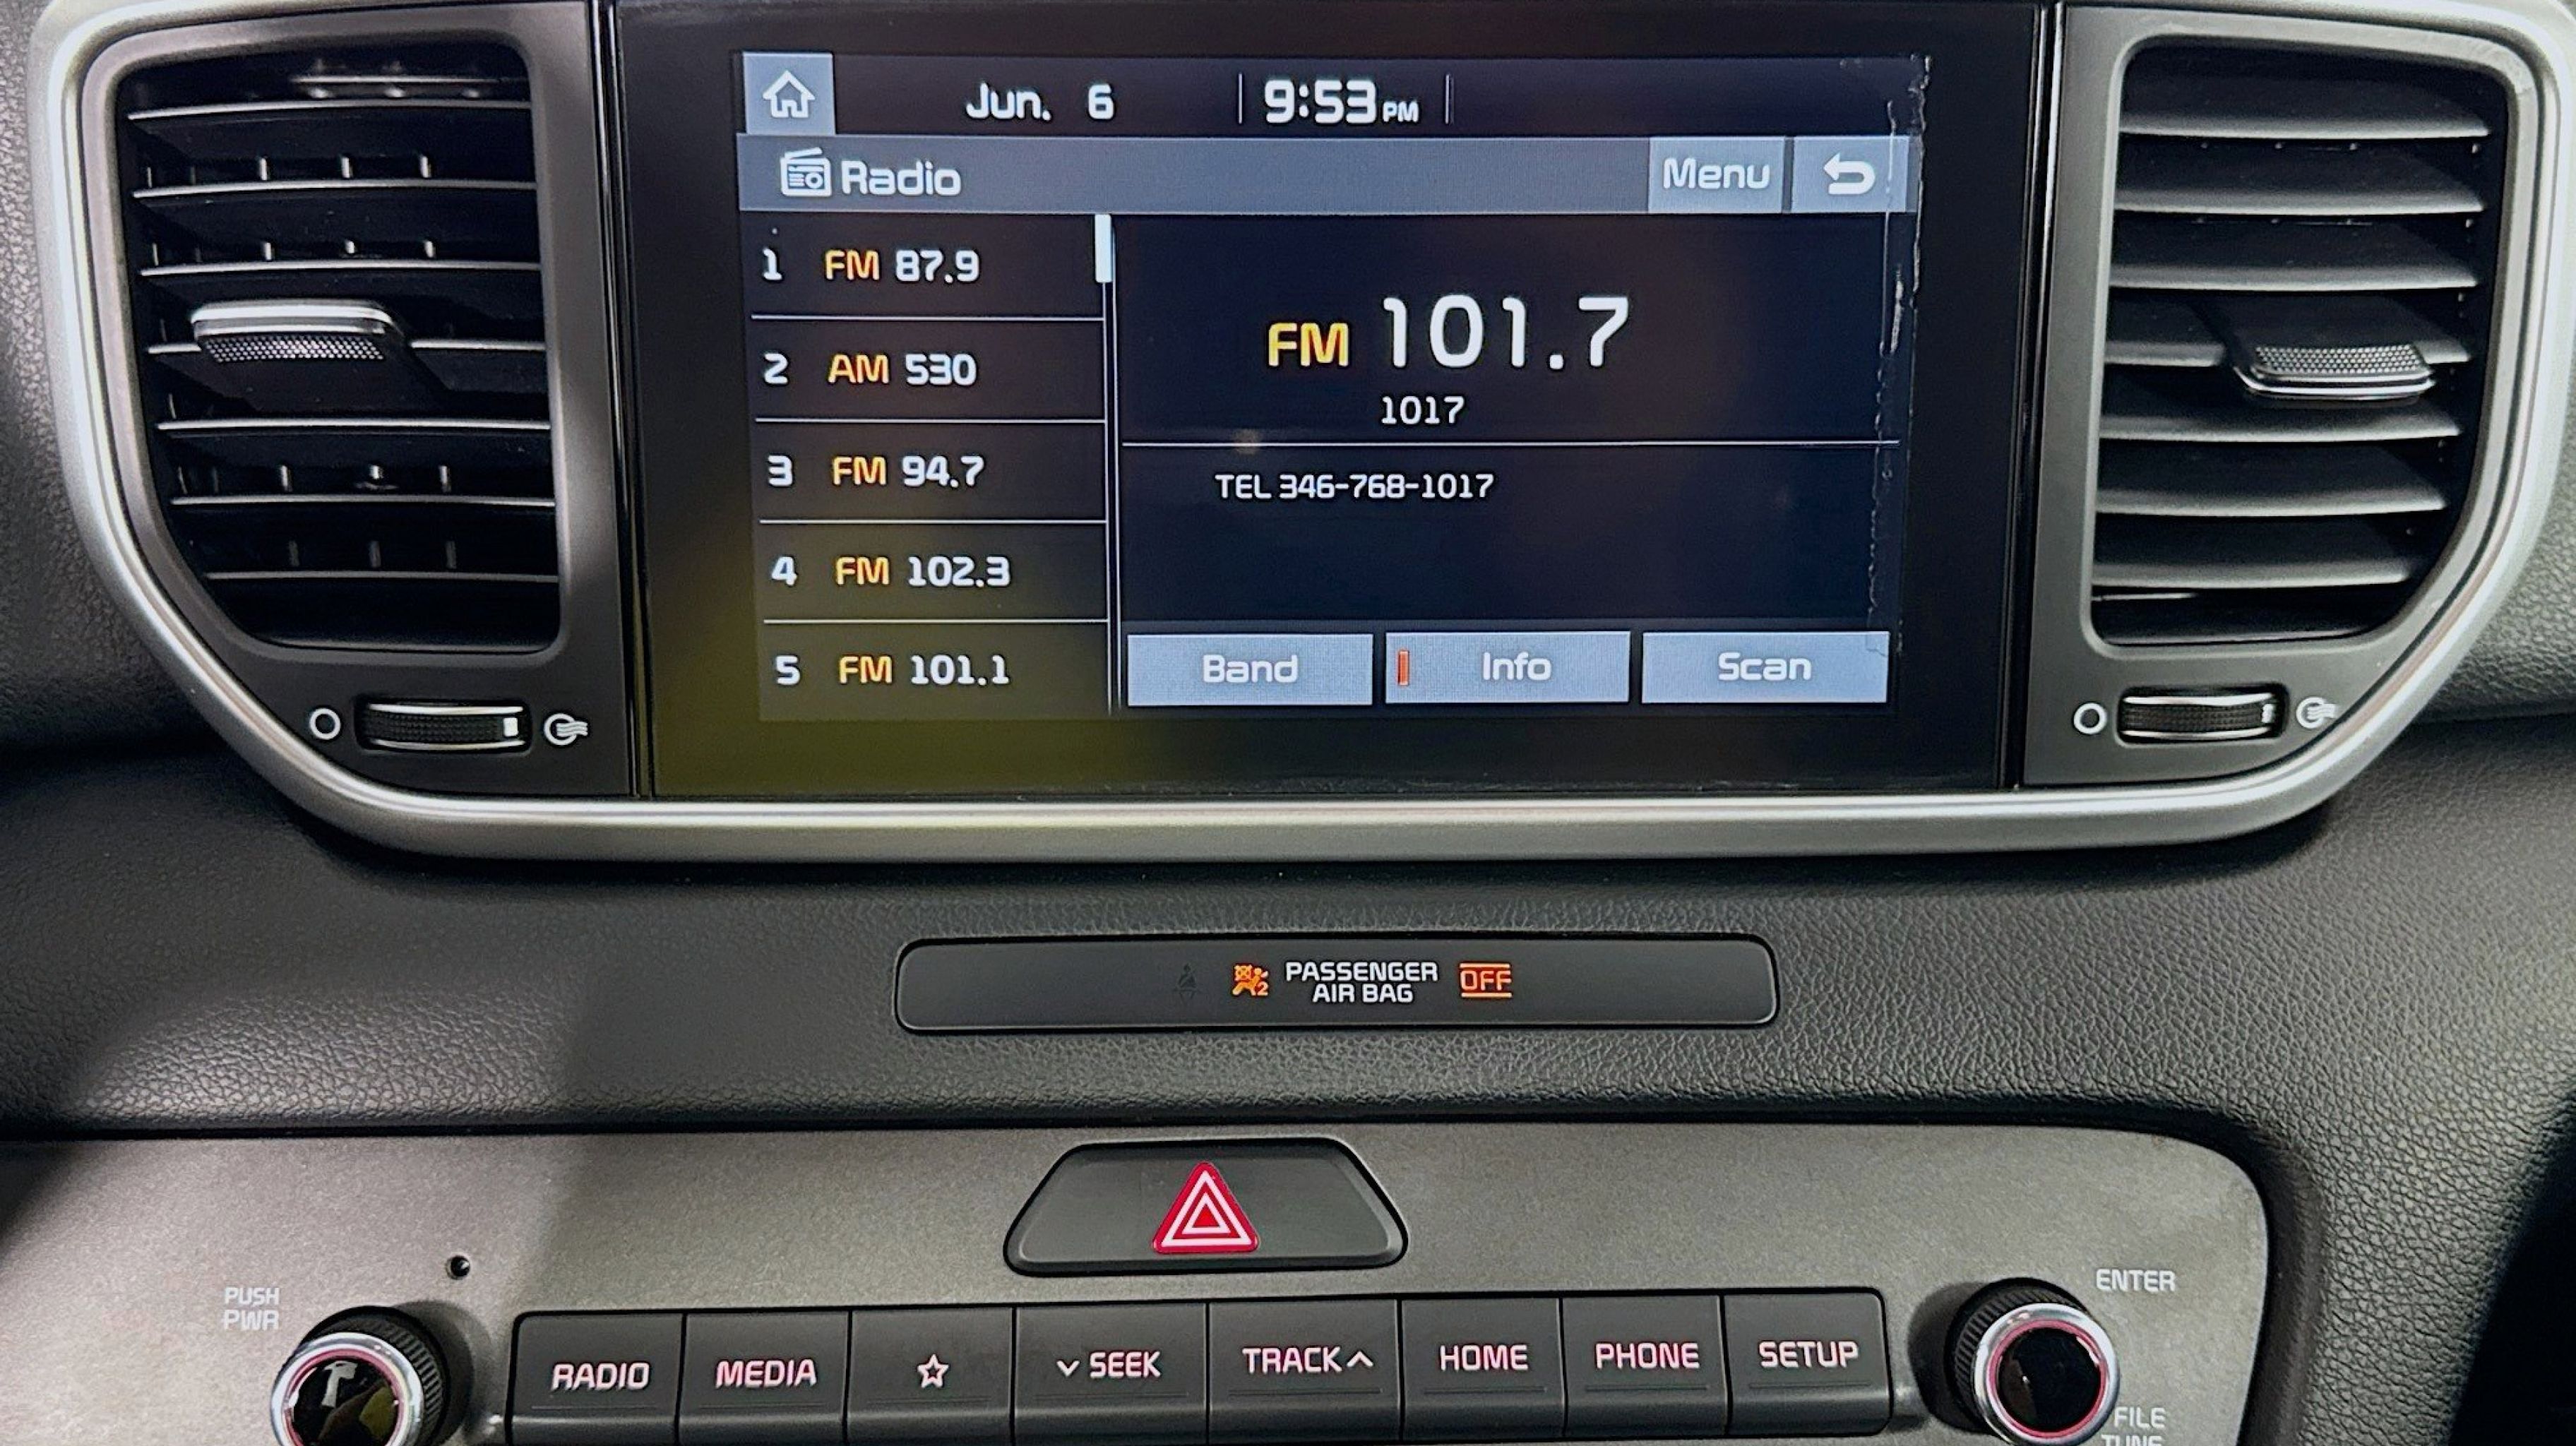 Jun. 6 9:53 PM
Radio Menu
1 FM 87.9
2 AM 530
3 FM 94.7
4 FM 102.3
5 FM 101.1
FM 101.7
1017
TEL 346-768-1017
Band Info Scan
2 PASSENGER
AIR BAG OFF
PUSH
PWR
RADIO MEDIA SEEK TRACK HOME PHONE SETUP
ENTER
FILE
TUNE